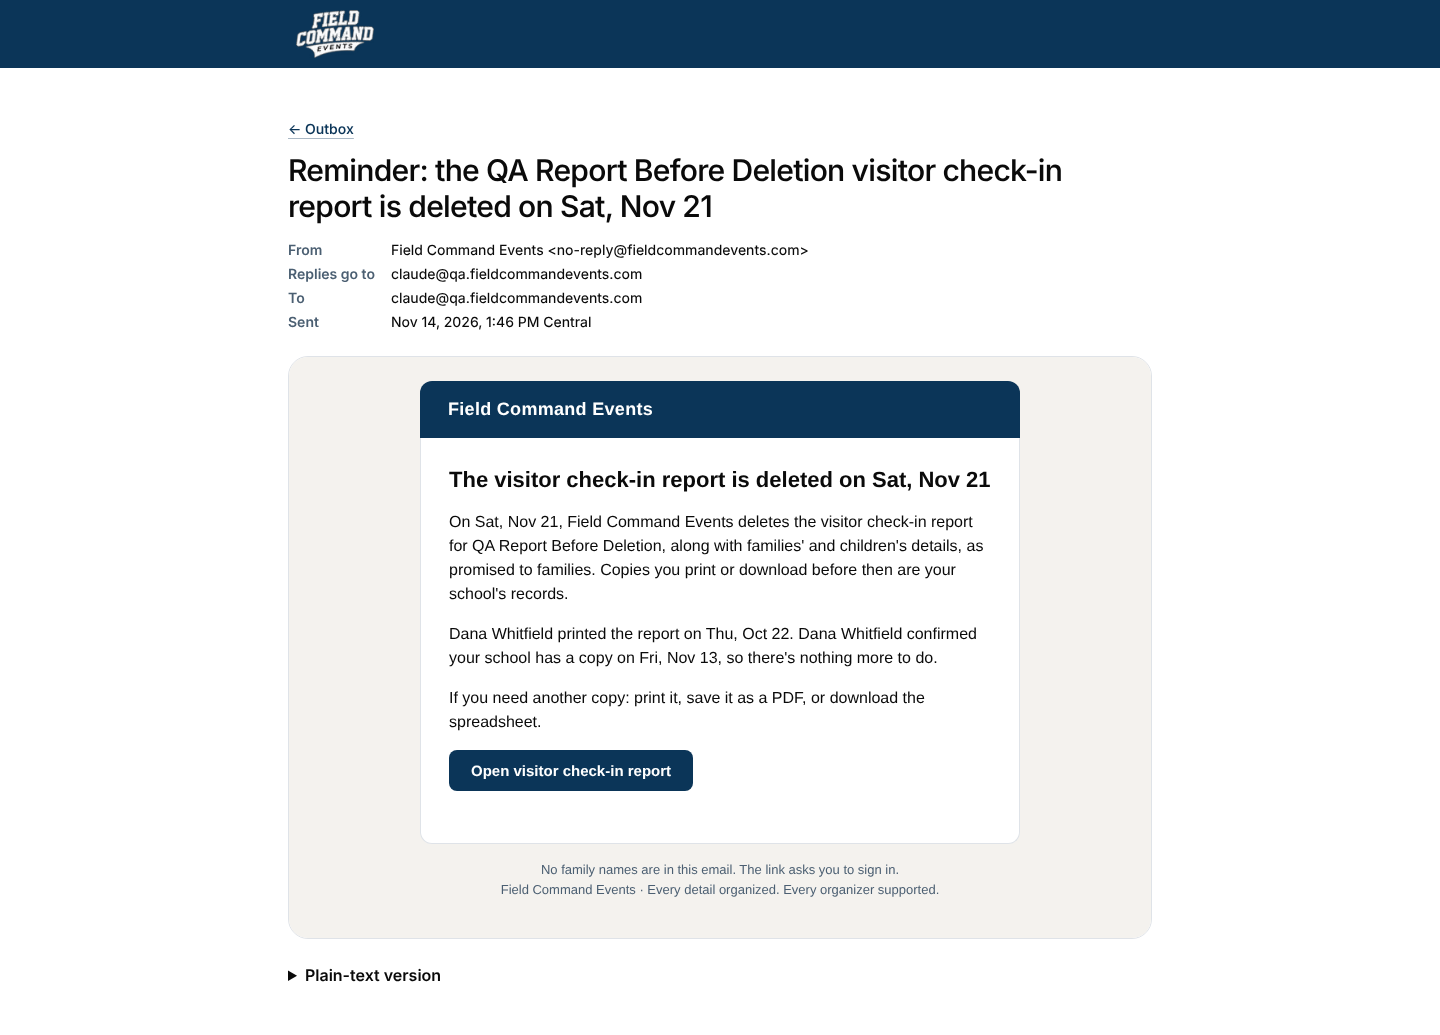 FIELD
COMMAND
EVENTS
← Outbox
Reminder: the QA Report Before Deletion visitor check-in
report is deleted on Sat, Nov 21
From Field Command Events <no-reply@fieldcommandevents.com>
Replies go to claude@qa.fieldcommandevents.com
To claude@qa.fieldcommandevents.com
Sent Nov 14, 2026, 1:46 PM Central
Field Command Events
The visitor check-in report is deleted on Sat, Nov 21
On Sat, Nov 21, Field Command Events deletes the visitor check-in report
for QA Report Before Deletion, along with families' and children's details, as
promised to families. Copies you print or download before then are your
school's records.
Dana Whitfield printed the report on Thu, Oct 22. Dana Whitfield confirmed
your school has a copy on Fri, Nov 13, so there's nothing more to do.
If you need another copy: print it, save it as a PDF, or download the
spreadsheet.
Open visitor check-in report
No family names are in this email. The link asks you to sign in.
Field Command Events · Every detail organized. Every organizer supported.
▶ Plain-text version